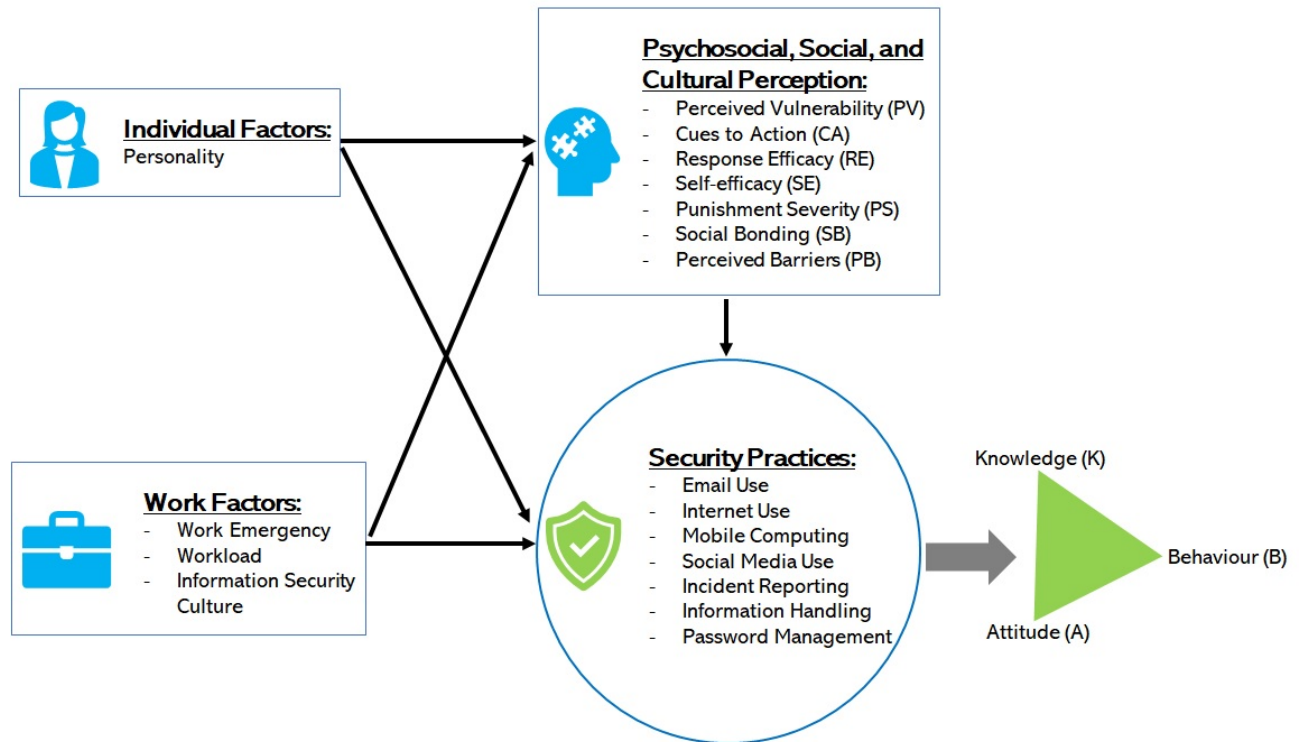 Individual Factors:
Personality
Psychosocial, Social, and
Cultural Perception:
- Perceived Vulnerability (PV)
- Cues to Action (CA)
- Response Efficacy (RE)
- Self-efficacy (SE)
- Punishment Severity (PS)
- Social Bonding (SB)
- Perceived Barriers (PB)
Work Factors:
- Work Emergency
- Workload
- Information Security
Culture
Security Practices:
- Email Use
- Internet Use
- Mobile Computing
- Social Media Use
- Incident Reporting
- Information Handling
- Password Management
Knowledge (K)
Behaviour (B)
Attitude (A)